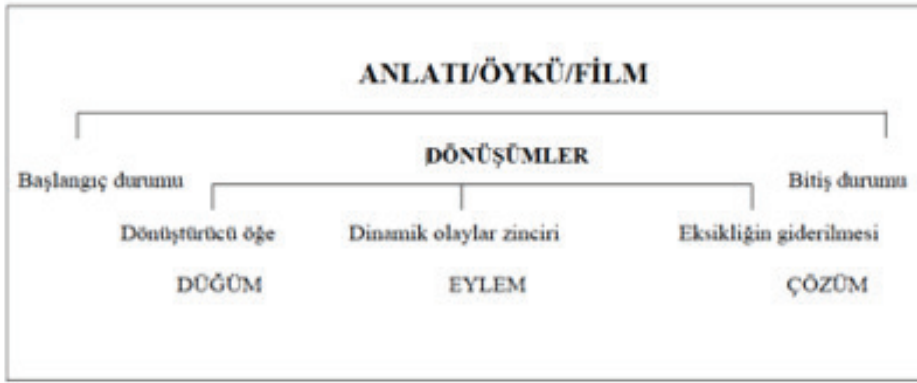 ANLATI/ÖYKÜ/FİLM
DÖNÜŞÜMLER
Başlangıç durumu
Bitiş durumu
Dönüştürücü öğe
Dinamik olaylar zinciri
Eksikliğin giderilmesi
DÜĞÜM
EYLEM
ÇÖZÜM